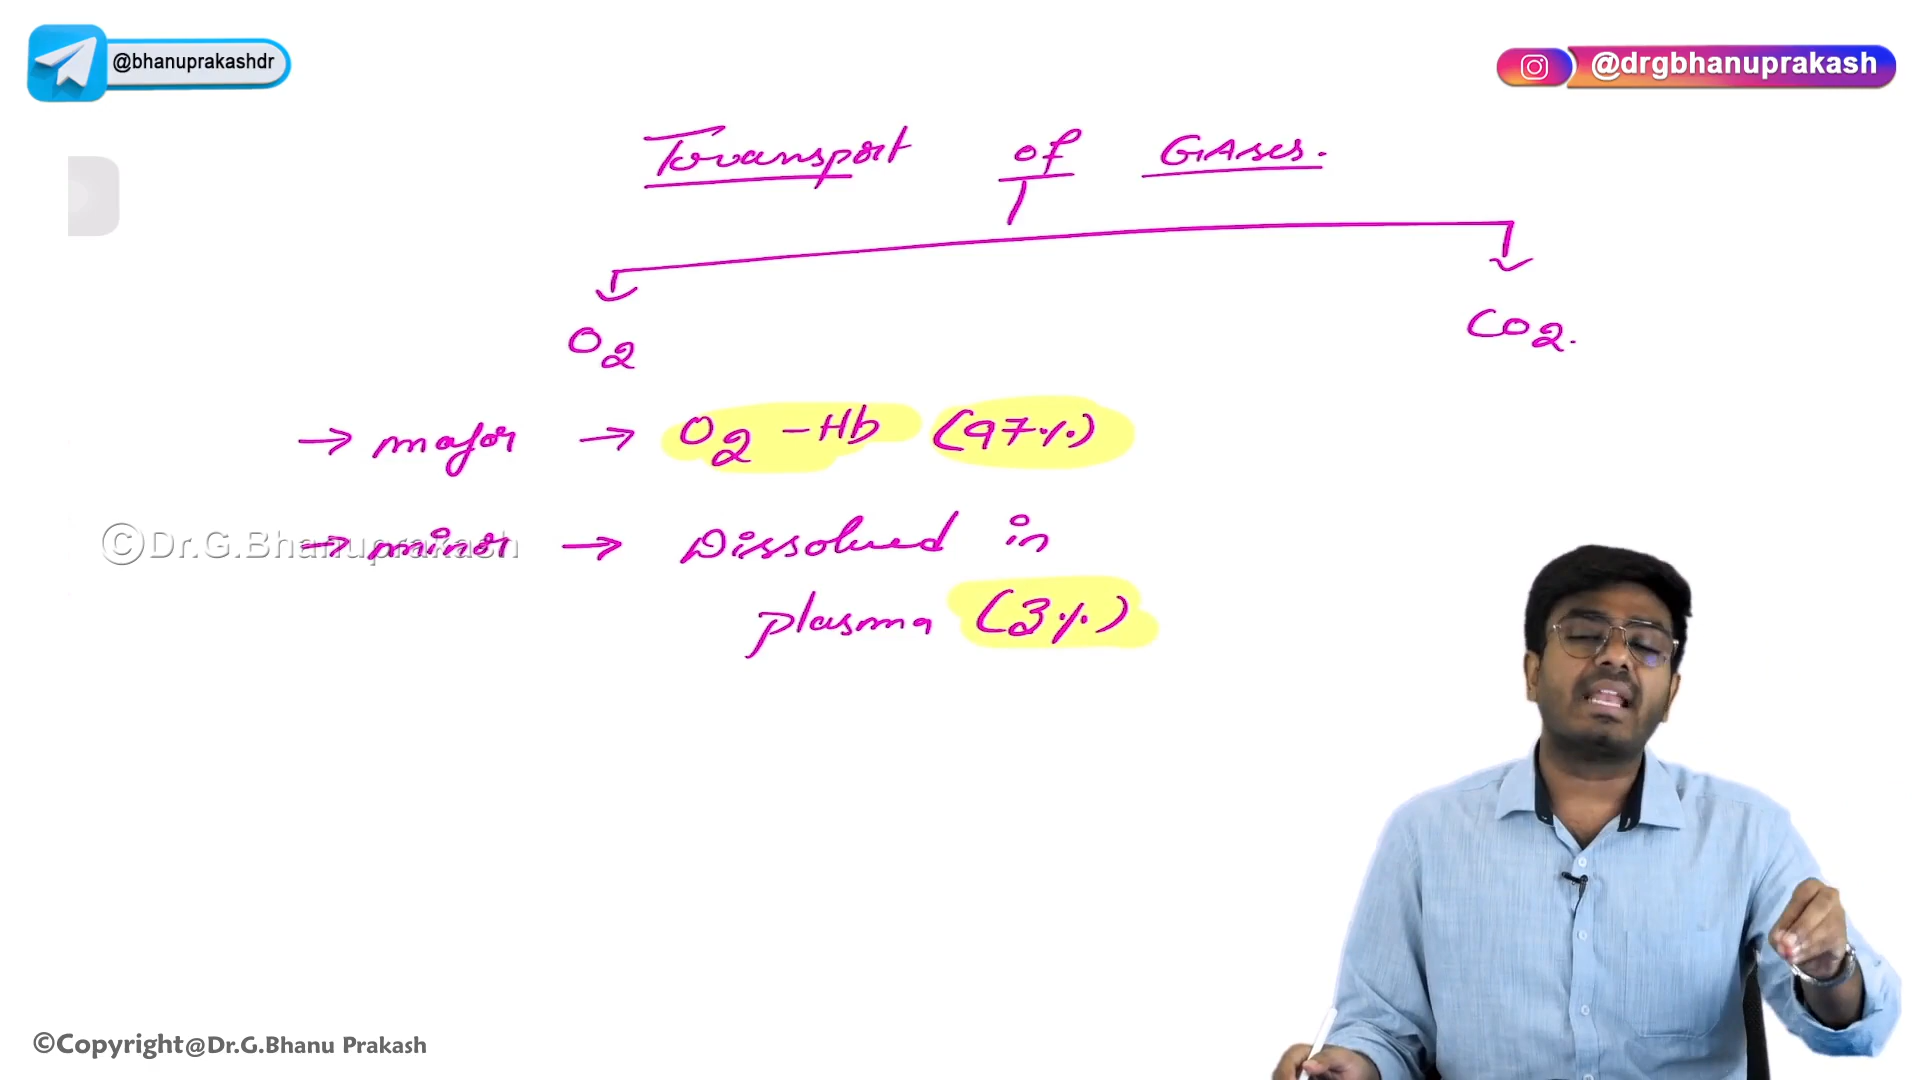 @bhanuprakashdr
@drgbhanuprakash
Transport of GAses.
O2
CO2.
→ major → O2 - Hb (97%)
→ minor → Dissolved in
plasma (3%)
©Dr.G.Bhanuprakash
©Copyright@Dr.G.Bhanu Prakash